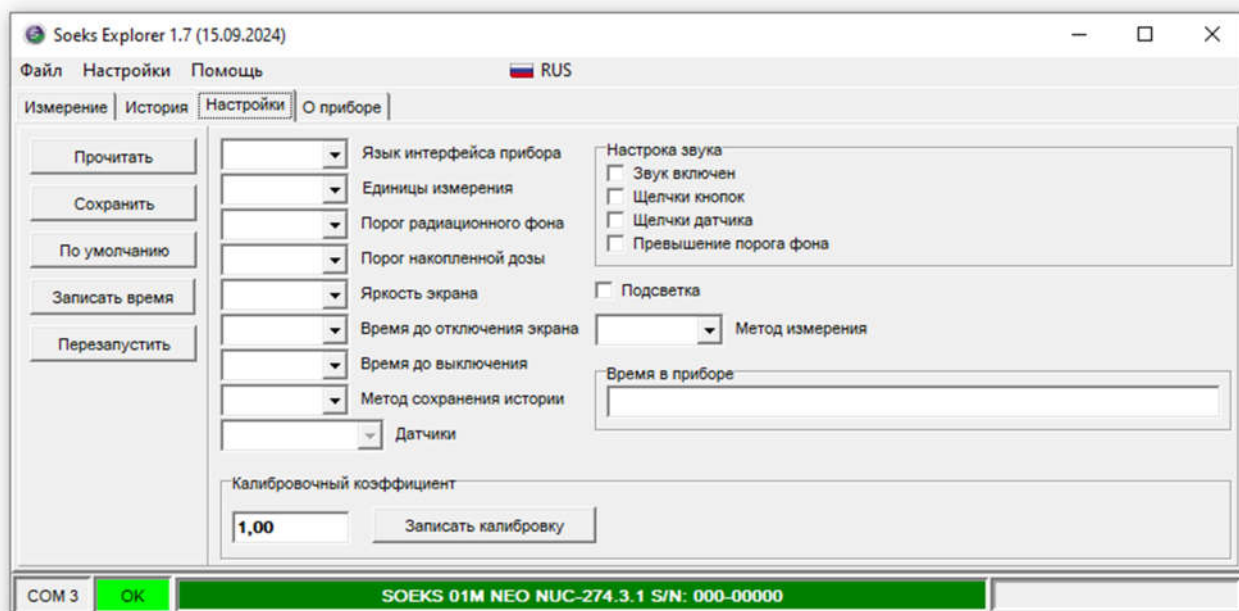 Soeks Explorer 1.7 (15.09.2024)
Файл Настройки Помощь RUS
Измерение История Настройки О приборе
Прочитать
Сохранить
По умолчанию
Записать время
Перезапустить
Язык интерфейса прибора
Единицы измерения
Порог радиационного фона
Порог накопленной дозы
Яркость экрана
Время до отключения экрана
Время до выключения
Метод сохранения истории
Датчики
Настрока звука
Звук включен
Щелчки кнопок
Щелчки датчика
Превышение порога фона
Подсветка
Метод измерения
Время в приборе
Калибровочный коэффициент
1,00 Записать калибровку
COM 3 OK SOEKS 01M NEO NUC-274.3.1 S/N: 000-00000